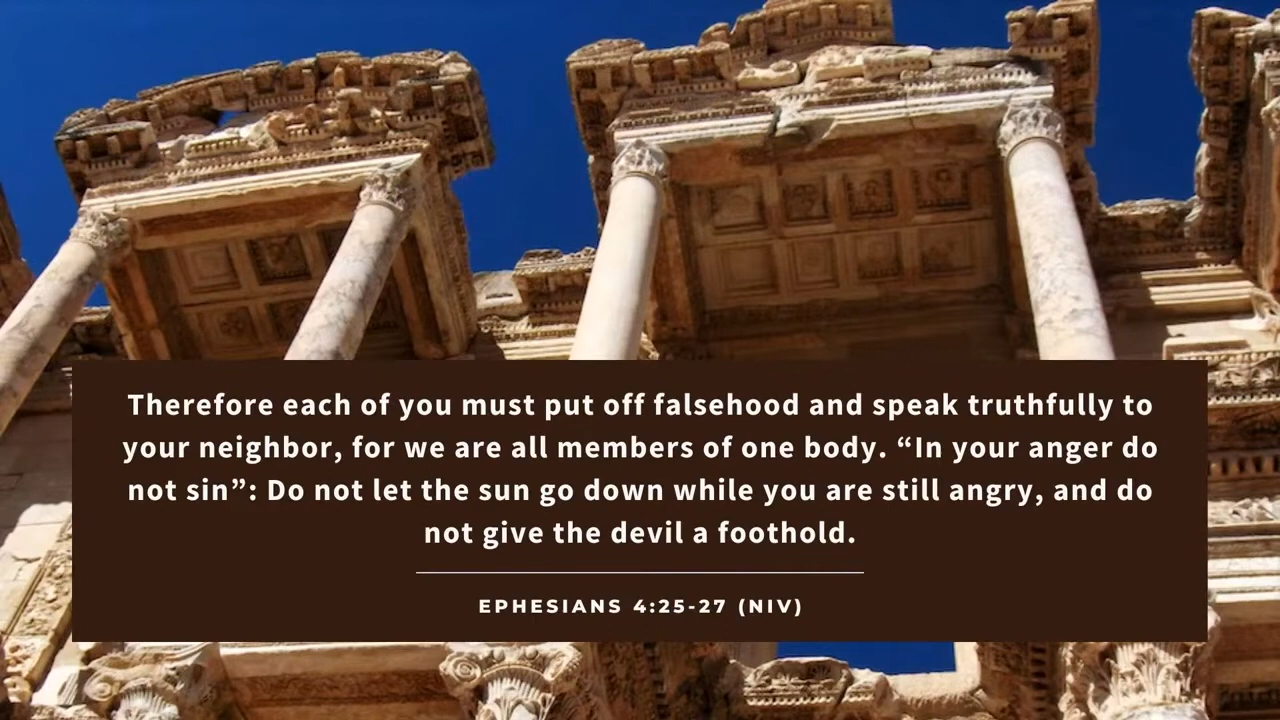 Therefore each of you must put off falsehood and speak truthfully to
your neighbor, for we are all members of one body. “In your anger do
not sin”: Do not let the sun go down while you are still angry, and do
not give the devil a foothold.
EPHESIANS 4:25-27 (NIV)